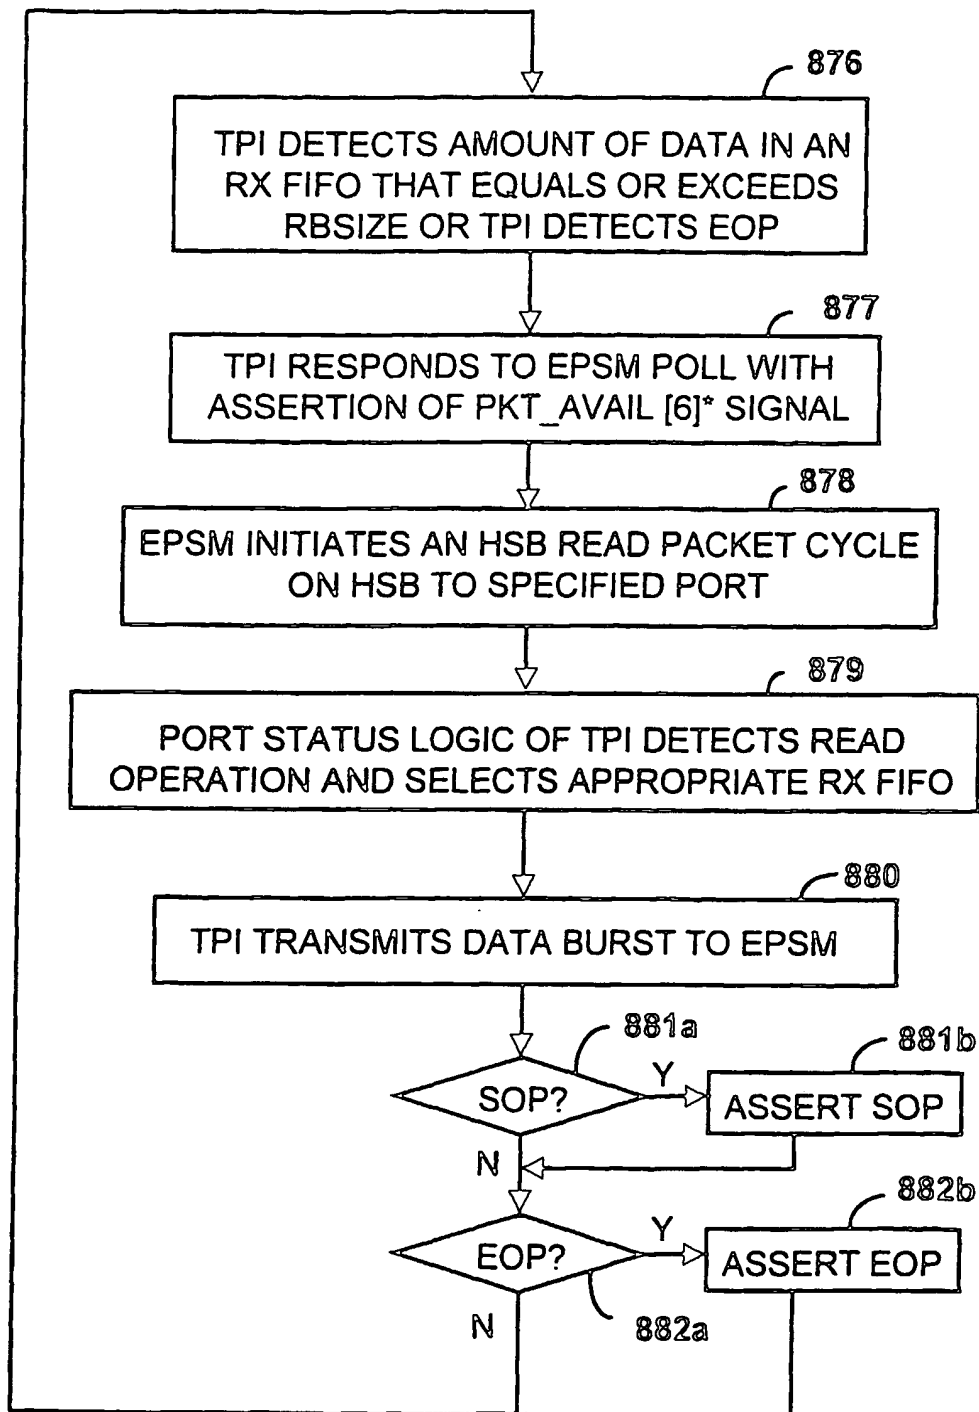 876
TPI DETECTS AMOUNT OF DATA IN AN
RX FIFO THAT EQUALS OR EXCEEDS
RBSIZE OR TPI DETECTS EOP
877
TPI RESPONDS TO EPSM POLL WITH
ASSERTION OF PKT_AVAIL [6]* SIGNAL
878
EPSM INITIATES AN HSB READ PACKET CYCLE
ON HSB TO SPECIFIED PORT
879
PORT STATUS LOGIC OF TPI DETECTS READ
OPERATION AND SELECTS APPROPRIATE RX FIFO
880
TPI TRANSMITS DATA BURST TO EPSM
881a
SOP?
Y
881b
ASSERT SOP
N
882b
EOP?
Y
ASSERT EOP
N
882a